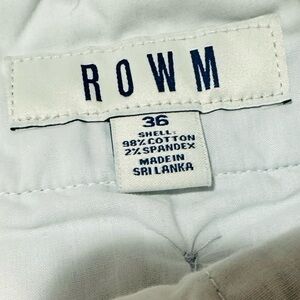 ROWM
36
SHELL:
98% COTTON
2% SPANDEX
MADE IN
SRI LANKA